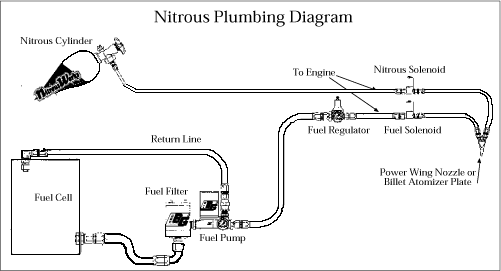 Nitrous Plumbing Diagram
Nitrous Cylinder
To Engine
Nitrous Solenoid
Fuel Regulator
Fuel Solenoid
Return Line
Power Wing Nozzle or
Billet Atomizer Plate
Fuel Cell
Fuel Filter
Fuel Pump